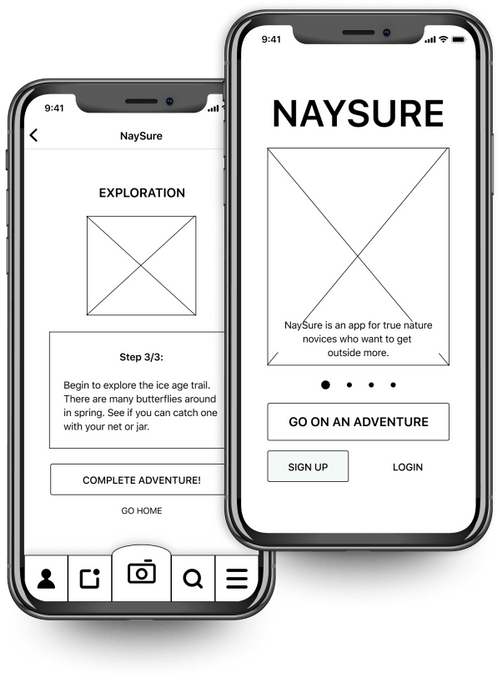 9:41
NaySure
EXPLORATION
Step 3/3:
Begin to explore the ice age trail.
There are many butterflies around
in spring. See if you can catch one
with your net or jar.
COMPLETE ADVENTURE!
GO HOME
9:41
NAYSURE
NaySure is an app for true nature
novices who want to get
outside more.
GO ON AN ADVENTURE
SIGN UP
LOGIN